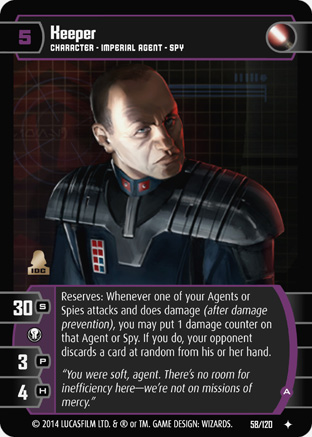 5 Keeper
CHARACTER - IMPERIAL AGENT - SPY
IDC
30 S
3 P
4 H
Reserves: Whenever one of your Agents or
Spies attacks and does damage (after damage
prevention), you may put 1 damage counter on
that Agent or Spy. If you do, your opponent
discards a card at random from his or her hand.
"You were soft, agent. There's no room for
inefficiency here—we're not on missions of
mercy."
A
© 2014 LUCASFILM LTD. & ® or TM. GAME DESIGN: WIZARDS. 58/120